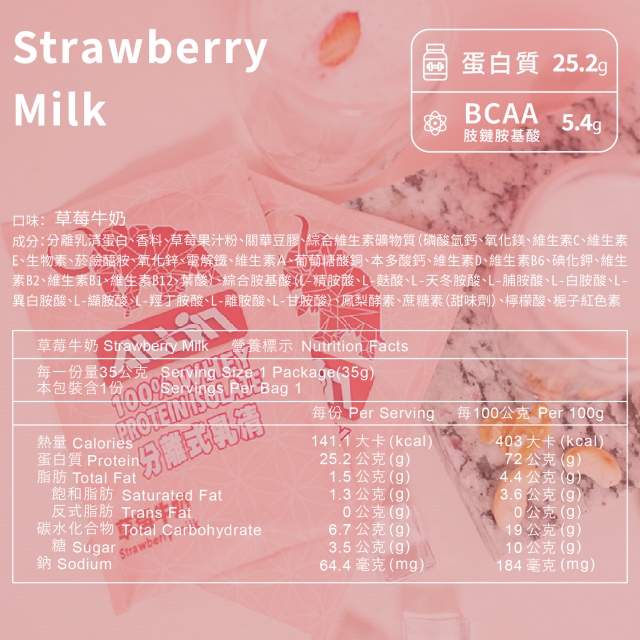 Strawberry
Milk
蛋白質 25.2g
BCAA
肢鏈胺基酸
5.4g
口味: 草莓牛奶
成分:分離乳清蛋白、香料、草莓果汁粉、關華豆膠、綜合維生素礦物質(磷酸氫鈣、氧化鎂、維生素C、維生素
E、生物素、菸鹼醯胺、氧化鋅、電解鐵、維生素A、葡萄糖酸銅、本多酸鈣、維生素D、維生素B6、碘化鉀、維生
素B2、維生素B1、維生素B12、葉酸)、綜合胺基酸(L-精胺酸、L-麩酸、L-天冬胺酸、L-脯胺酸、L-白胺酸、L-
異白胺酸、L-纈胺酸、L-羥丁胺酸、L-離胺酸、L-甘胺酸)、鳳梨酵素、蔗糖素(甜味劑)、檸檬酸、梔子紅色素
草莓牛奶 Strawberry Milk 營養標示 Nutrition Facts
每一份量35公克 Serving Size 1 Package(35g)
本包裝含1份 Servings Per Bag 1
每份 Per Serving 每100公克 Per 100g
熱量 Calories 141.1 大卡(kcal) 403 大卡(kcal)
蛋白質 Protein 25.2 公克(g) 72 公克(g)
脂肪 Total Fat 1.5 公克(g) 4.4 公克(g)
飽和脂肪 Saturated Fat 1.3 公克(g) 3.6 公克(g)
反式脂肪 Trans Fat 0 公克(g) 0 公克(g)
碳水化合物 Total Carbohydrate 6.7 公克(g) 19 公克(g)
糖 Sugar 3.5 公克(g) 10 公克(g)
鈉 Sodium 64.4 毫克(mg) 184 毫克(mg)
100% WHEY
PROTEIN ISOLATE
分離式乳清
草莓牛奶
Strawberry Milk